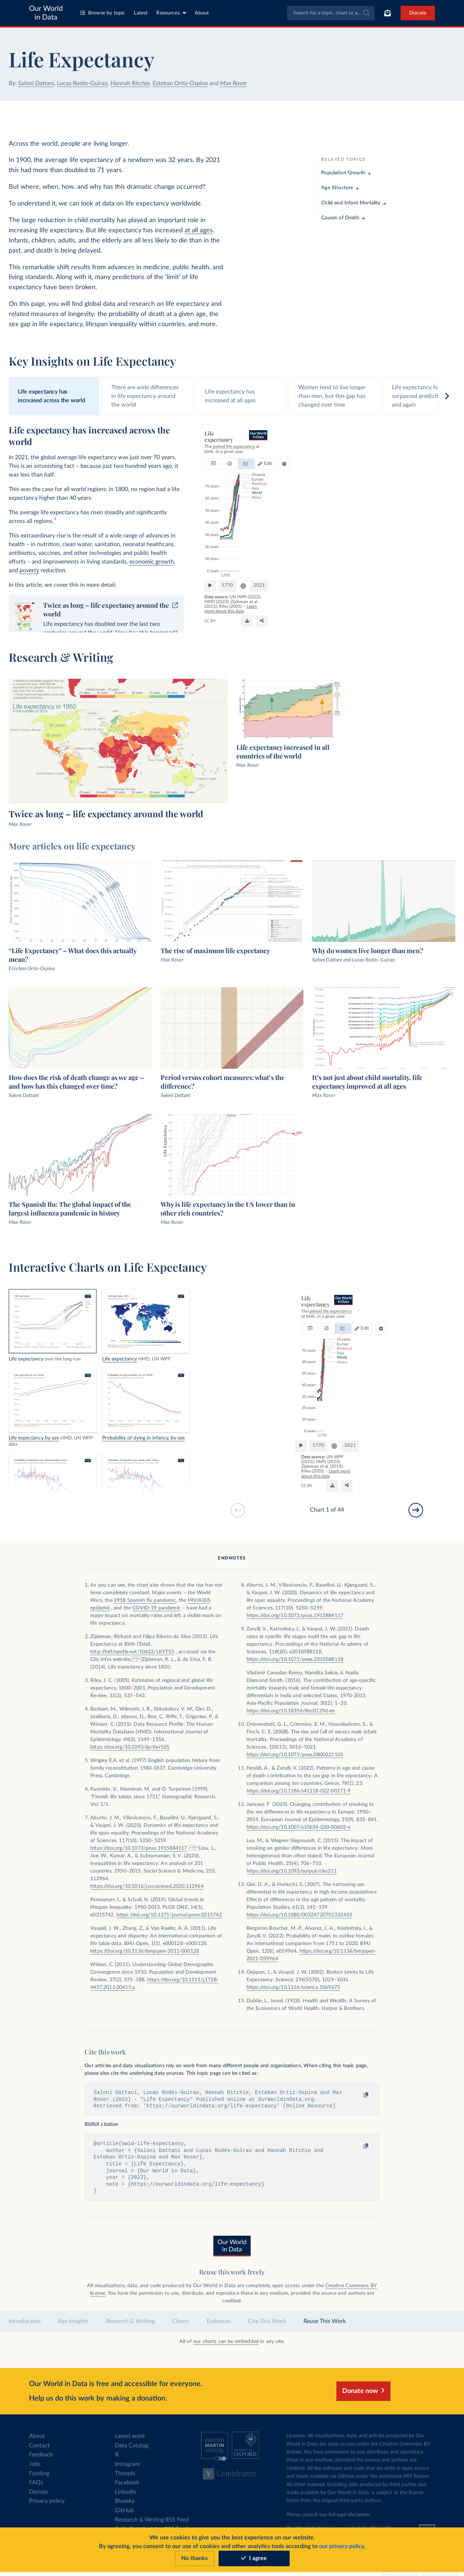 Our World
in Data
Browse by topic
Latest
Resources
About
Search for a topic, chart or a...
Donate
Life Expectancy
By: Saloni Dattani, Lucas Rodés-Guirao, Hannah Ritchie, Esteban Ortiz-Ospina and Max Roser
Across the world, people are living longer.
In 1900, the average life expectancy of a newborn was 32 years. By 2021
this had more than doubled to 71 years.
But where, when, how, and why has this dramatic change occurred?
To understand it, we can look at data on life expectancy worldwide.
The large reduction in child mortality has played an important role in
increasing life expectancy. But life expectancy has increased at all ages.
Infants, children, adults, and the elderly are all less likely to die than in the
past, and death is being delayed.
This remarkable shift results from advances in medicine, public health, and
living standards. Along with it, many predictions of the 'limit' of life
expectancy have been broken.
On this page, you will find global data and research on life expectancy and
related measures of longevity: the probability of death at a given age, the
sex gap in life expectancy, lifespan inequality within countries, and more.
RELATED TOPICS
Population Growth
Age Structure
Child and Infant Mortality
Causes of Death
Key Insights on Life Expectancy
Life expectancy has
increased across the world
There are wide differences
in life expectancy around
the world
Life expectancy has
increased at all ages
Women tend to live longer
than men, but this gap has
changed over time
Life expectancy ha
surpassed predicti
and again
Life expectancy has increased across the
world
In 2021, the global average life expectancy was just over 70 years.
This is an astonishing fact – because just two hundred years ago, it
was less than half.
This was the case for all world regions: in 1800, no region had a life
expectancy higher than 40 years.
The average life expectancy has risen steadily and significantly
across all regions.1
This extraordinary rise is the result of a wide range of advances in
health – in nutrition, clean water, sanitation, neonatal healthcare,
antibiotics, vaccines, and other technologies and public health
efforts – and improvements in living standards, economic growth,
and poverty reduction.
In this article, we cover this in more detail:
Twice as long – life expectancy around the
world
Life expectancy has doubled over the last two
Life
expectancy
Our World
in Data
The period life expectancy at
birth, in a given year.
Edit
70 years
60 years
50 years
40 years
30 years
20 years
10 years
0 years
1770
Oceania
Europe
Americas
Asia
World
Africa
1770
2021
Data source: UN WPP (2022);
HMD (2023); Zijdeman et al.
(2015); Riley (2005) – Learn
more about this data
CC BY
Research & Writing
Life expectancy in 1950
Twice as long – life expectancy around the world
Max Roser
Life expectancy increased in all
countries of the world
Max Roser
More articles on life expectancy
"Life Expectancy" – What does this actually
mean?
Esteban Ortiz-Ospina
The rise of maximum life expectancy
Max Roser
Why do women live longer than men?
Saloni Dattani and Lucas Rodés-Guirao
How does the risk of death change as we age –
and how has this changed over time?
Saloni Dattani
Period versus cohort measures: what's the
difference?
Saloni Dattani
It's not just about child mortality, life
expectancy improved at all ages
Max Roser
The Spanish flu: The global impact of the
largest influenza pandemic in history
Max Roser
Life Expectancy
Why is life expectancy in the US lower than in
other rich countries?
Max Roser
Interactive Charts on Life Expectancy
Life expectancy over the long-run
Life expectancy HMD, UN WPP
Life expectancy by sex HMD, UN WPP
data
Probability of dying in infancy, by sex
Life
expectancy
Our World
in Data
The period life expectancy
at birth, in a given year.
Edit
70 years
60 years
50 years
40 years
30 years
20 years
10 years
0 years
1770
Oceania
Europe
Americas
Asia
World
Africa
1770
2021
Data source: UN WPP
(2022); HMD (2023);
Zijdeman et al. (2015);
Riley (2005) – Learn more
about this data
CC BY
Chart 1 of 44
ENDNOTES
1. As you can see, the chart also shows that the rise has not
been completely constant. Major events – the World
Wars, the 1918 Spanish flu pandemic, the HIV/AIDS
epidemic, and the COVID-19 pandemic – have had a
major impact on mortality rates and left a visible mark on
life expectancy.
2. Zijdeman, Richard and Filipa Ribeira da Silva (2015). Life
Expectancy at Birth (Total).
http://hdl.handle.net/10622/LKYT53 , accessed via the
Clio Infra website. Zijdeman, R. L., & da Silva, F. R.
(2014). Life expectancy since 1820.
3. Riley, J. C. (2005). Estimates of regional and global life
expectancy, 1800–2001. Population and Development
Review, 31(3), 537–543.
4. Barbieri, M., Wilmoth, J. R., Shkolnikov, V. M., Glei, D.,
Jasilionis, D., Jdanov, D., Boe, C., Riffe, T., Grigoriev, P., &
Winant, C. (2015). Data Resource Profile: The Human
Mortality Database (HMD). International Journal of
Epidemiology, 44(5), 1549–1556.
https://doi.org/10.1093/ije/dyv105
5. Wrigley E.A. et al. (1997) English population history from
family reconstitution 1580-1837. Cambridge University
Press, Cambridge.
6. Kannisto, V., Nieminen, M. and O. Turpeinen (1999).
"Finnish life tables since 1751." Demographic Research,
Vol. 1/1.
7. Aburto, J. M., Villavicencio, F., Basellini, U., Kjærgaard, S.,
& Vaupel, J. W. (2020). Dynamics of life expectancy and
life span equality. Proceedings of the National Academy
of Sciences, 117(10), 5250–5259.
https://doi.org/10.1073/pnas.1915884117 Liou, L.,
Joe, W., Kumar, A., & Subramanian, S. V. (2020).
Inequalities in life expectancy: An analysis of 201
countries, 1950–2015. Social Science & Medicine, 253,
112964.
https://doi.org/10.1016/j.socscimed.2020.112964
Permanyer, I., & Scholl, N. (2019). Global trends in
lifespan inequality: 1950-2015. PLOS ONE, 14(5),
e0215742. https://doi.org/10.1371/journal.pone.0215742
Vaupel, J. W., Zhang, Z., & Van Raalte, A. A. (2011). Life
expectancy and disparity: An international comparison of
life table data. BMJ Open, 1(1), e000128–e000128.
https://doi.org/10.1136/bmjopen-2011-000128
Wilson, C. (2011). Understanding Global Demographic
Convergence since 1950. Population and Development
Review, 37(2), 375–388. https://doi.org/10.1111/j.1728-
4457.2011.00415.x
8. Aburto, J. M., Villavicencio, F., Basellini, U., Kjærgaard, S.,
& Vaupel, J. W. (2020). Dynamics of life expectancy and
life span equality. Proceedings of the National Academy
of Sciences, 117(10), 5250–5259.
https://doi.org/10.1073/pnas.1915884117
9. Zarulli, V., Kashnitsky, I., & Vaupel, J. W. (2021). Death
rates at specific life stages mold the sex gap in life
expectancy. Proceedings of the National Academy of
Sciences, 118(20), e2010588118.
https://doi.org/10.1073/pnas.2010588118
Vladimir Canudas-Romo, Nandita Saikia, & Nadia
Diamond-Smith. (2016). The contribution of age-specific
mortality towards male and female life expectancy
differentials in India and selected States, 1970-2013.
Asia-Pacific Population Journal, 30(2), 1–20.
https://doi.org/10.18356/8ec0129d-en
10. Drevenstedt, G. L., Crimmins, E. M., Vasunilashorn, S., &
Finch, C. E. (2008). The rise and fall of excess male infant
mortality. Proceedings of the National Academy of
Sciences, 105(13), 5016–5021.
https://doi.org/10.1073/pnas.0800221105
11. Feraldi, A., & Zarulli, V. (2022). Patterns in age and cause
of death contribution to the sex gap in life expectancy: A
comparison among ten countries. Genus, 78(1), 23.
https://doi.org/10.1186/s41118-022-00171-9
12. Janssen, F. (2020). Changing contribution of smoking to
the sex differences in life expectancy in Europe, 1950–
2014. European Journal of Epidemiology, 35(9), 835–841.
https://doi.org/10.1007/s10654-020-00602-x
Luy, M., & Wegner-Siegmundt, C. (2015). The impact of
smoking on gender differences in life expectancy: More
heterogeneous than often stated. The European Journal
of Public Health, 25(4), 706–710.
https://doi.org/10.1093/eurpub/cku211
13. Glei, D. A., & Horiuchi, S. (2007). The narrowing sex
differential in life expectancy in high-income populations:
Effects of differences in the age pattern of mortality.
Population Studies, 61(2), 141–159.
https://doi.org/10.1080/00324720701331433
Bergeron-Boucher, M.-P., Alvarez, J.-A., Kashnitsky, I., &
Zarulli, V. (2022). Probability of males to outlive females:
an international comparison from 1751 to 2020. BMJ
Open, 12(8), e059964. https://doi.org/10.1136/bmjopen-
2021-059964
14. Oeppen, J., & Vaupel, J. W. (2002). Broken Limits to Life
Expectancy. Science, 296(5570), 1029–1031.
https://doi.org/10.1126/science.1069675
15. Dublin, L., Israel. (1928). Health and Wealth: A Survey of
the Economics of World Health. Harper & Brothers.
Cite this work
Our articles and data visualizations rely on work from many different people and organizations. When citing this topic page,
please also cite the underlying data sources. This topic page can be cited as:
Saloni Dattani, Lucas Rodés-Guirao, Hannah Ritchie, Esteban Ortiz-Ospina and Max
Roser (2023) - "Life Expectancy" Published online at OurWorldinData.org.
Retrieved from: 'https://ourworldindata.org/life-expectancy' [Online Resource]
BibTeX citation
@article{owid-life-expectancy,
author = {Saloni Dattani and Lucas Rodés-Guirao and Hannah Ritchie and
Esteban Ortiz-Ospina and Max Roser},
title = {Life Expectancy},
journal = {Our World in Data},
year = {2023},
note = {https://ourworldindata.org/life-expectancy}
}
Our World
in Data
Reuse this work freely
All visualizations, data, and code produced by Our World in Data are completely open access under the Creative Commons BY
license. You have the permission to use, distribute, and reproduce these in any medium, provided the source and authors are
credited.
Introduction
Key Insights
Research & Writing
Charts
Endnotes
Cite This Work
Reuse This Work
All of our charts can be embedded in any site.
Our World in Data is free and accessible for everyone.
Help us do this work by making a donation.
Donate now
About
Contact
Feedback
Jobs
Funding
FAQs
Donate
Privacy policy
Latest work
Data Catalog
X
Instagram
Threads
Facebook
LinkedIn
Bluesky
GitHub
Research & Writing RSS Feed
OXFORD
MARTIN
SCHOOL
OXFORD
Y Combinator
Licenses: All visualizations, data, and articles produced by Our
World in Data are open access under the Creative Commons BY
license. You have permission to use, distribute, and reproduce
these in any medium, provided the source and authors are
credited. All the software and code that we write is open source
and made available via GitHub under the permissive MIT license.
All other material, including data produced by third parties and
made available by Our World in Data, is subject to the license
terms from the original third-party authors.
Please consult our full legal disclaimer.
We use cookies to give you the best experience on our website.
By agreeing, you consent to our use of cookies and other analytics tools according to our privacy policy.
No thanks
I agree